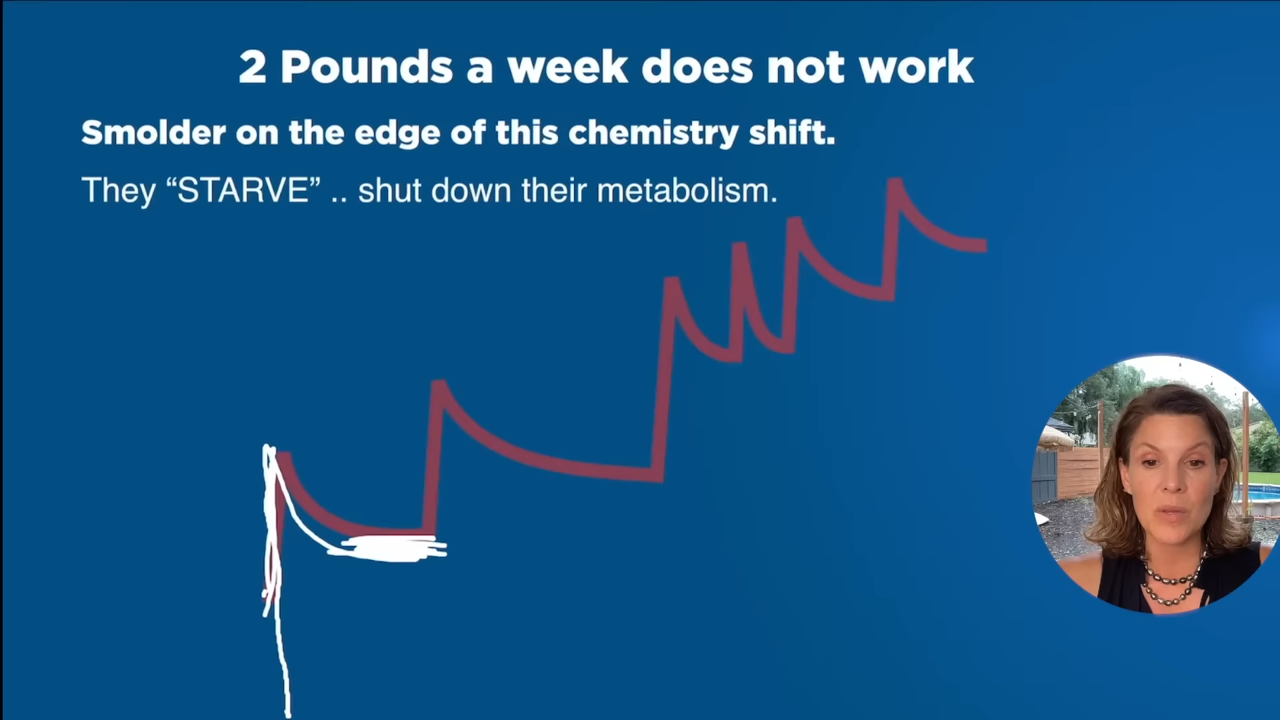 2 Pounds a week does not work
Smolder on the edge of this chemistry shift.
They “STARVE” .. shut down their metabolism.